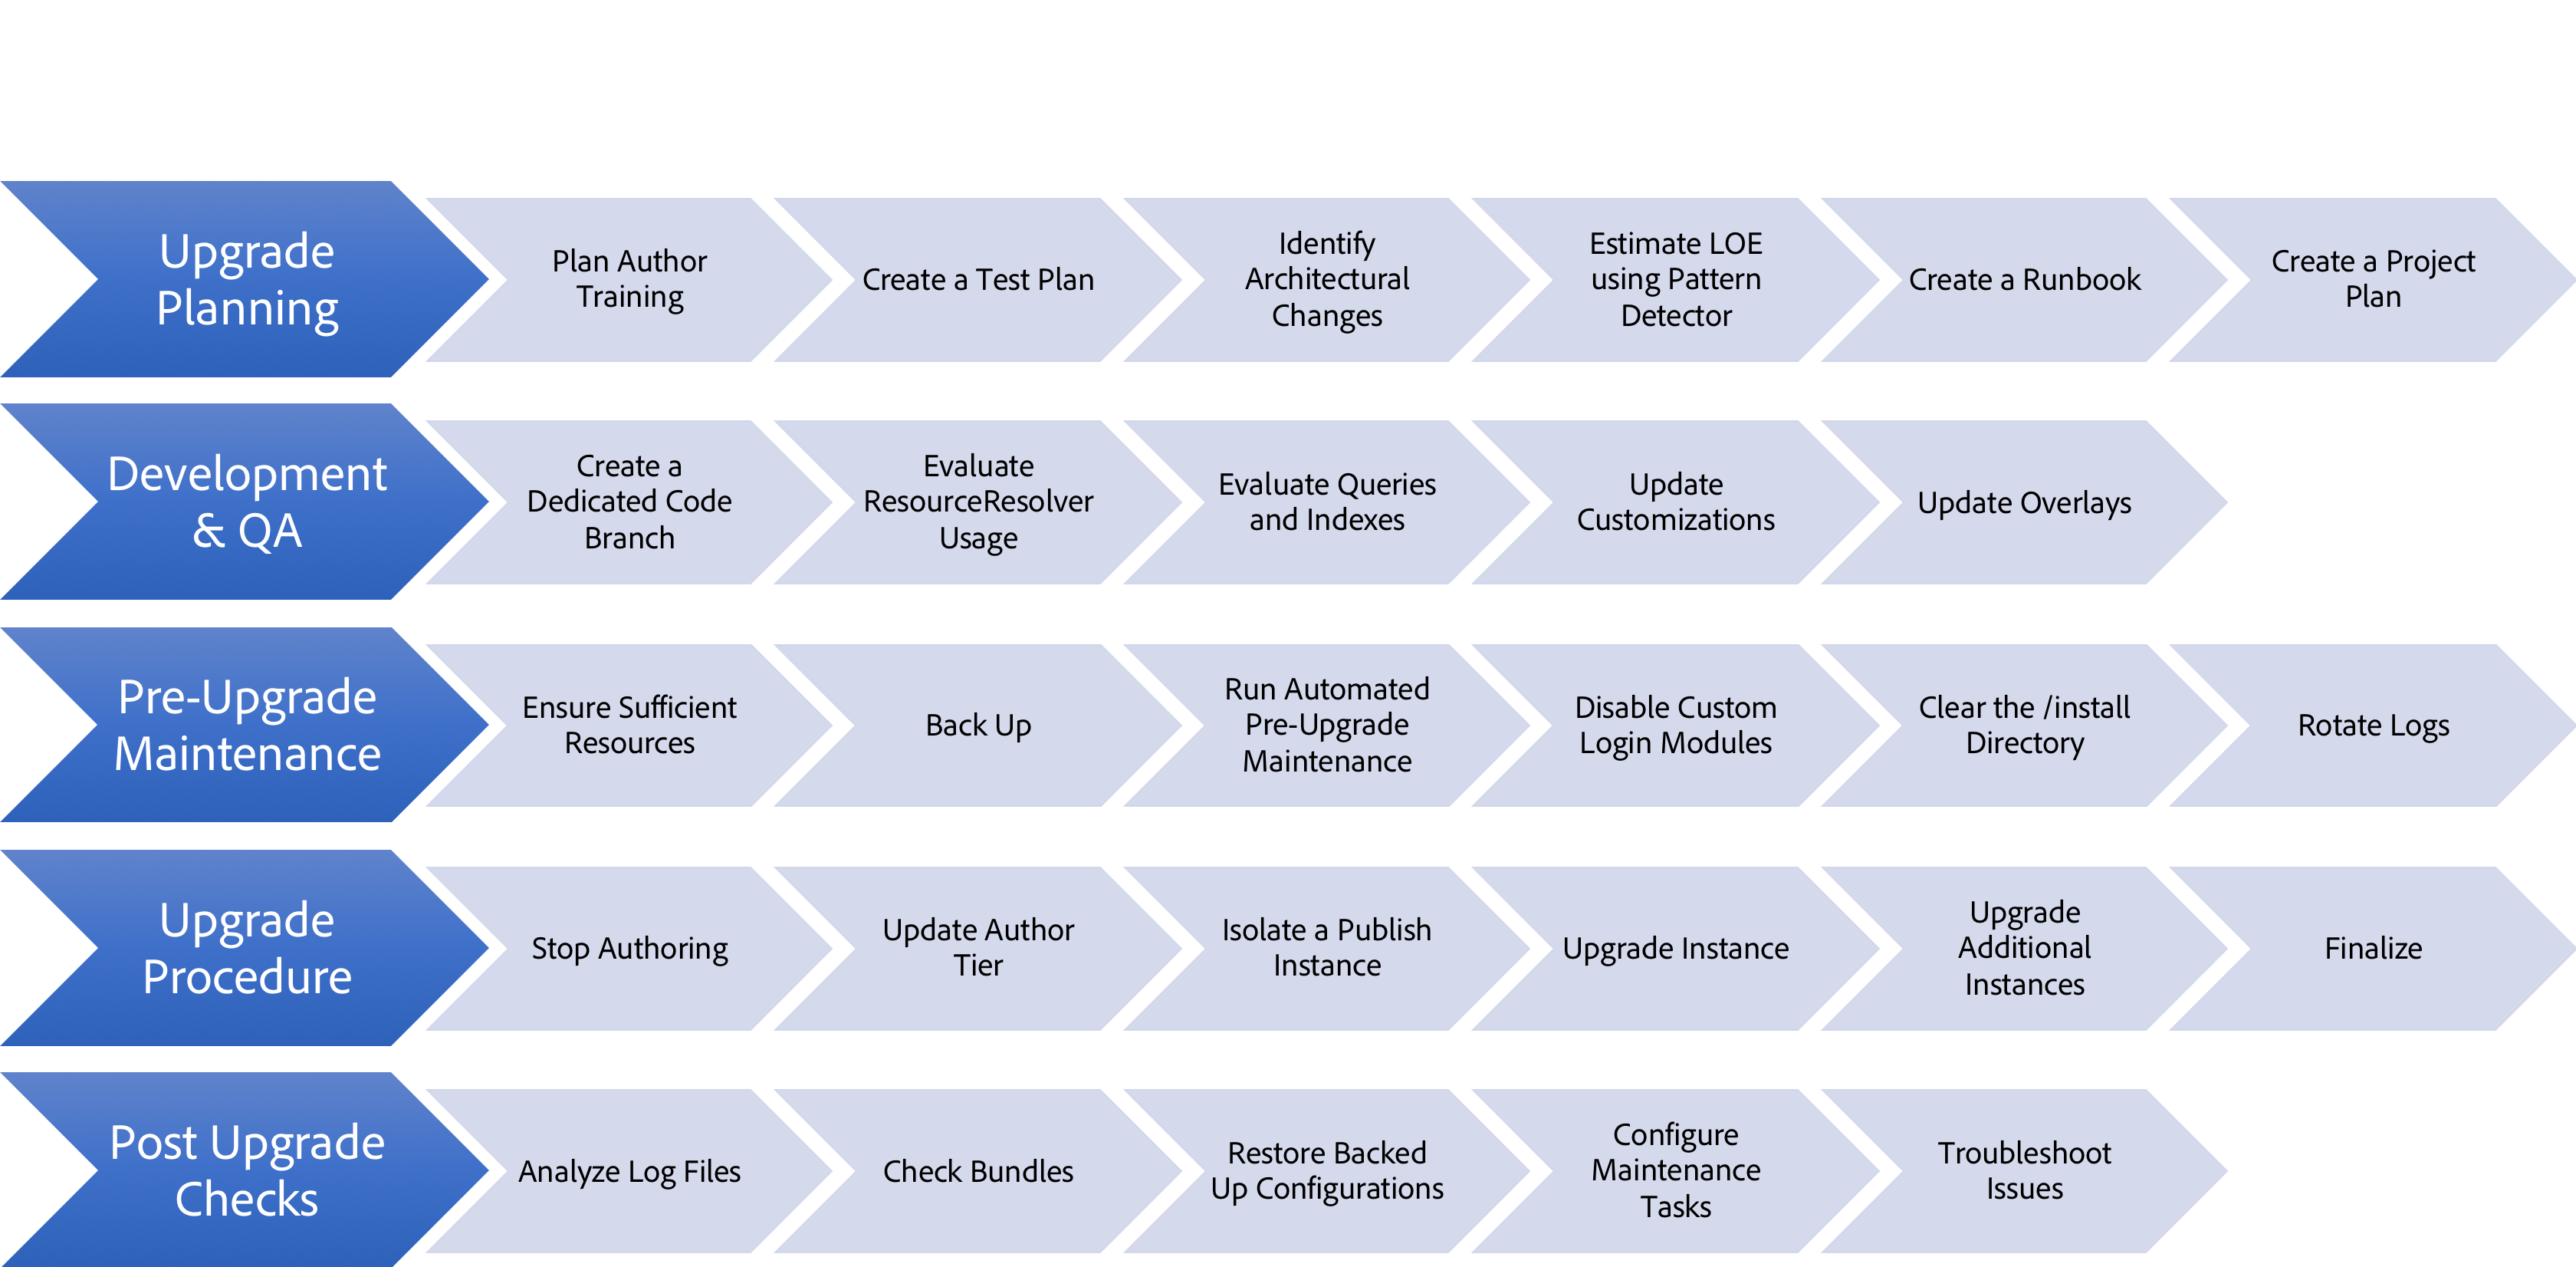 Upgrade
Planning
Plan Author
Training
Create a Test Plan
Identify
Architectural
Changes
Estimate LOE
using Pattern
Detector
Create a Runbook
Create a Project
Plan
Development
& QA
Create a
Dedicated Code
Branch
Evaluate
ResourceResolver
Usage
Evaluate Queries
and Indexes
Update
Customizations
Update Overlays
Pre-Upgrade
Maintenance
Ensure Sufficient
Resources
Back Up
Run Automated
Pre-Upgrade
Maintenance
Disable Custom
Login Modules
Clear the /install
Directory
Rotate Logs
Upgrade
Procedure
Stop Authoring
Update Author
Tier
Isolate a Publish
Instance
Upgrade Instance
Upgrade
Additional
Instances
Finalize
Post Upgrade
Checks
Analyze Log Files
Check Bundles
Restore Backed
Up Configurations
Configure
Maintenance
Tasks
Troubleshoot
Issues